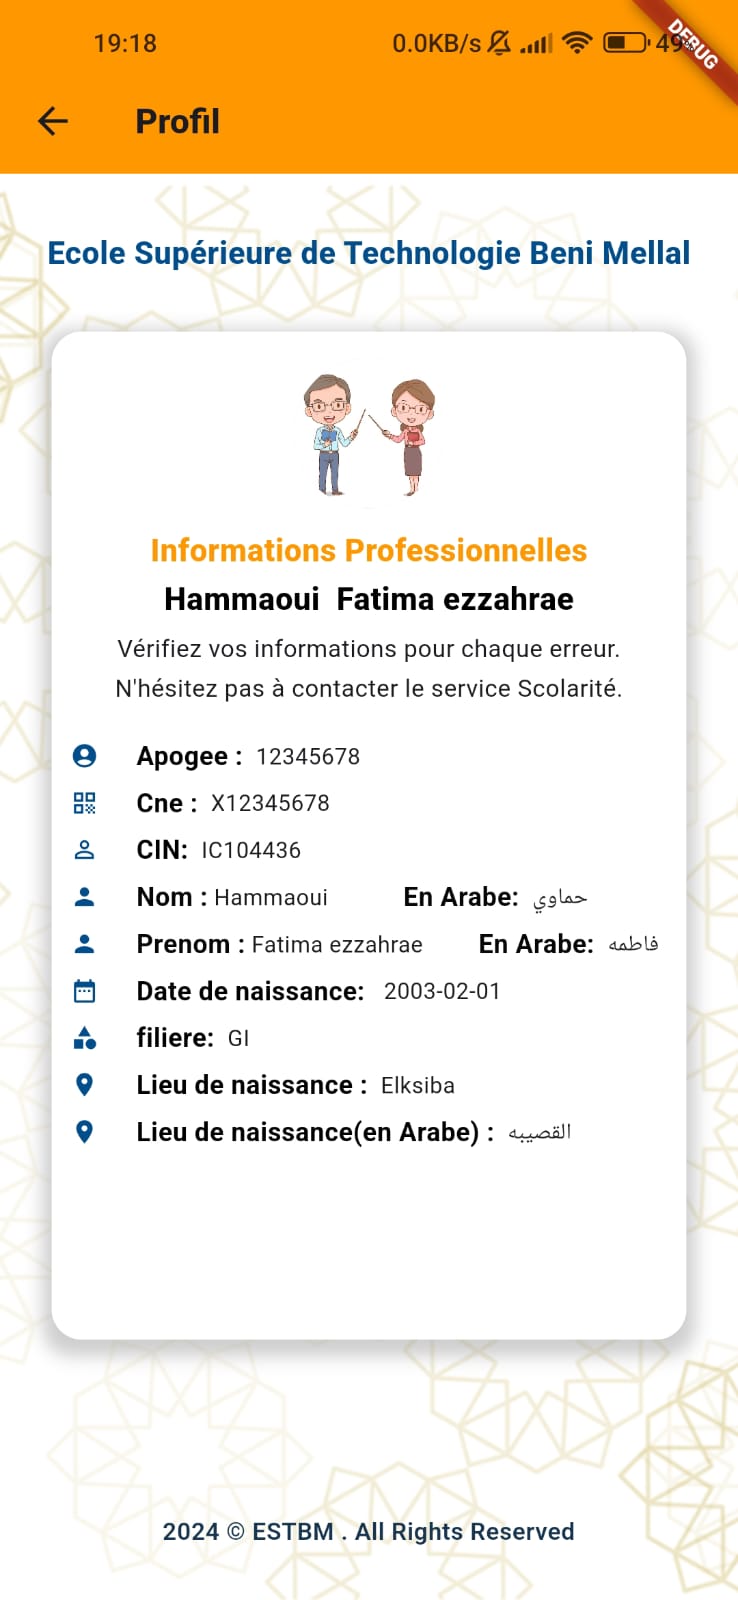 19:18 0.0KB/s 49%
DEBUG
Profil
Ecole Supérieure de Technologie Beni Mellal
Informations Professionnelles
Hammaoui Fatima ezzahrae
Vérifiez vos informations pour chaque erreur.
N'hésitez pas à contacter le service Scolarité.
Apogee : 12345678
Cne : X12345678
CIN: IC104436
Nom : Hammaoui En Arabe: حماوي
Prenom : Fatima ezzahrae En Arabe: فاطمه
Date de naissance: 2003-02-01
filiere: GI
Lieu de naissance : Elksiba
Lieu de naissance(en Arabe) : القصيبه
2024 © ESTBM . All Rights Reserved